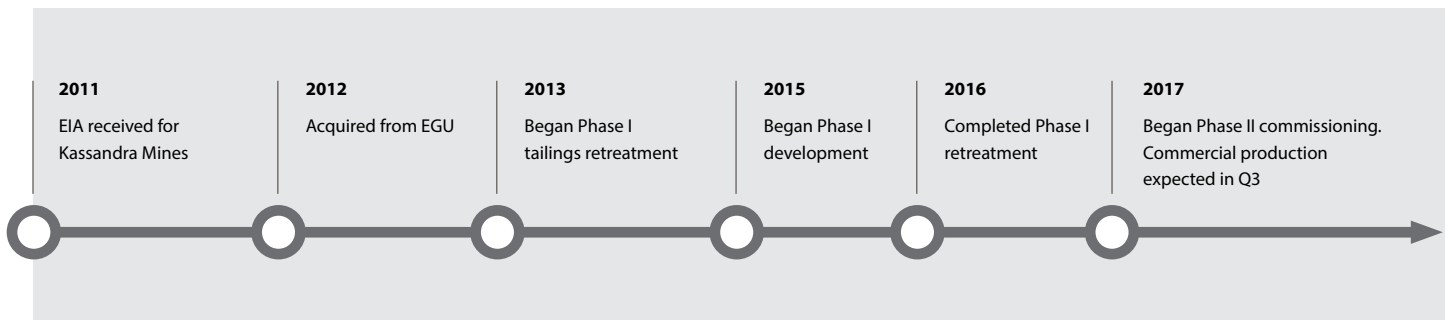 2011
EIA received for
Kassandra Mines
2012
Acquired from EGU
2013
Began Phase I
tailings retreatment
2015
Began Phase I
development
2016
Completed Phase I
retreatment
2017
Began Phase II commissioning.
Commercial production
expected in Q3